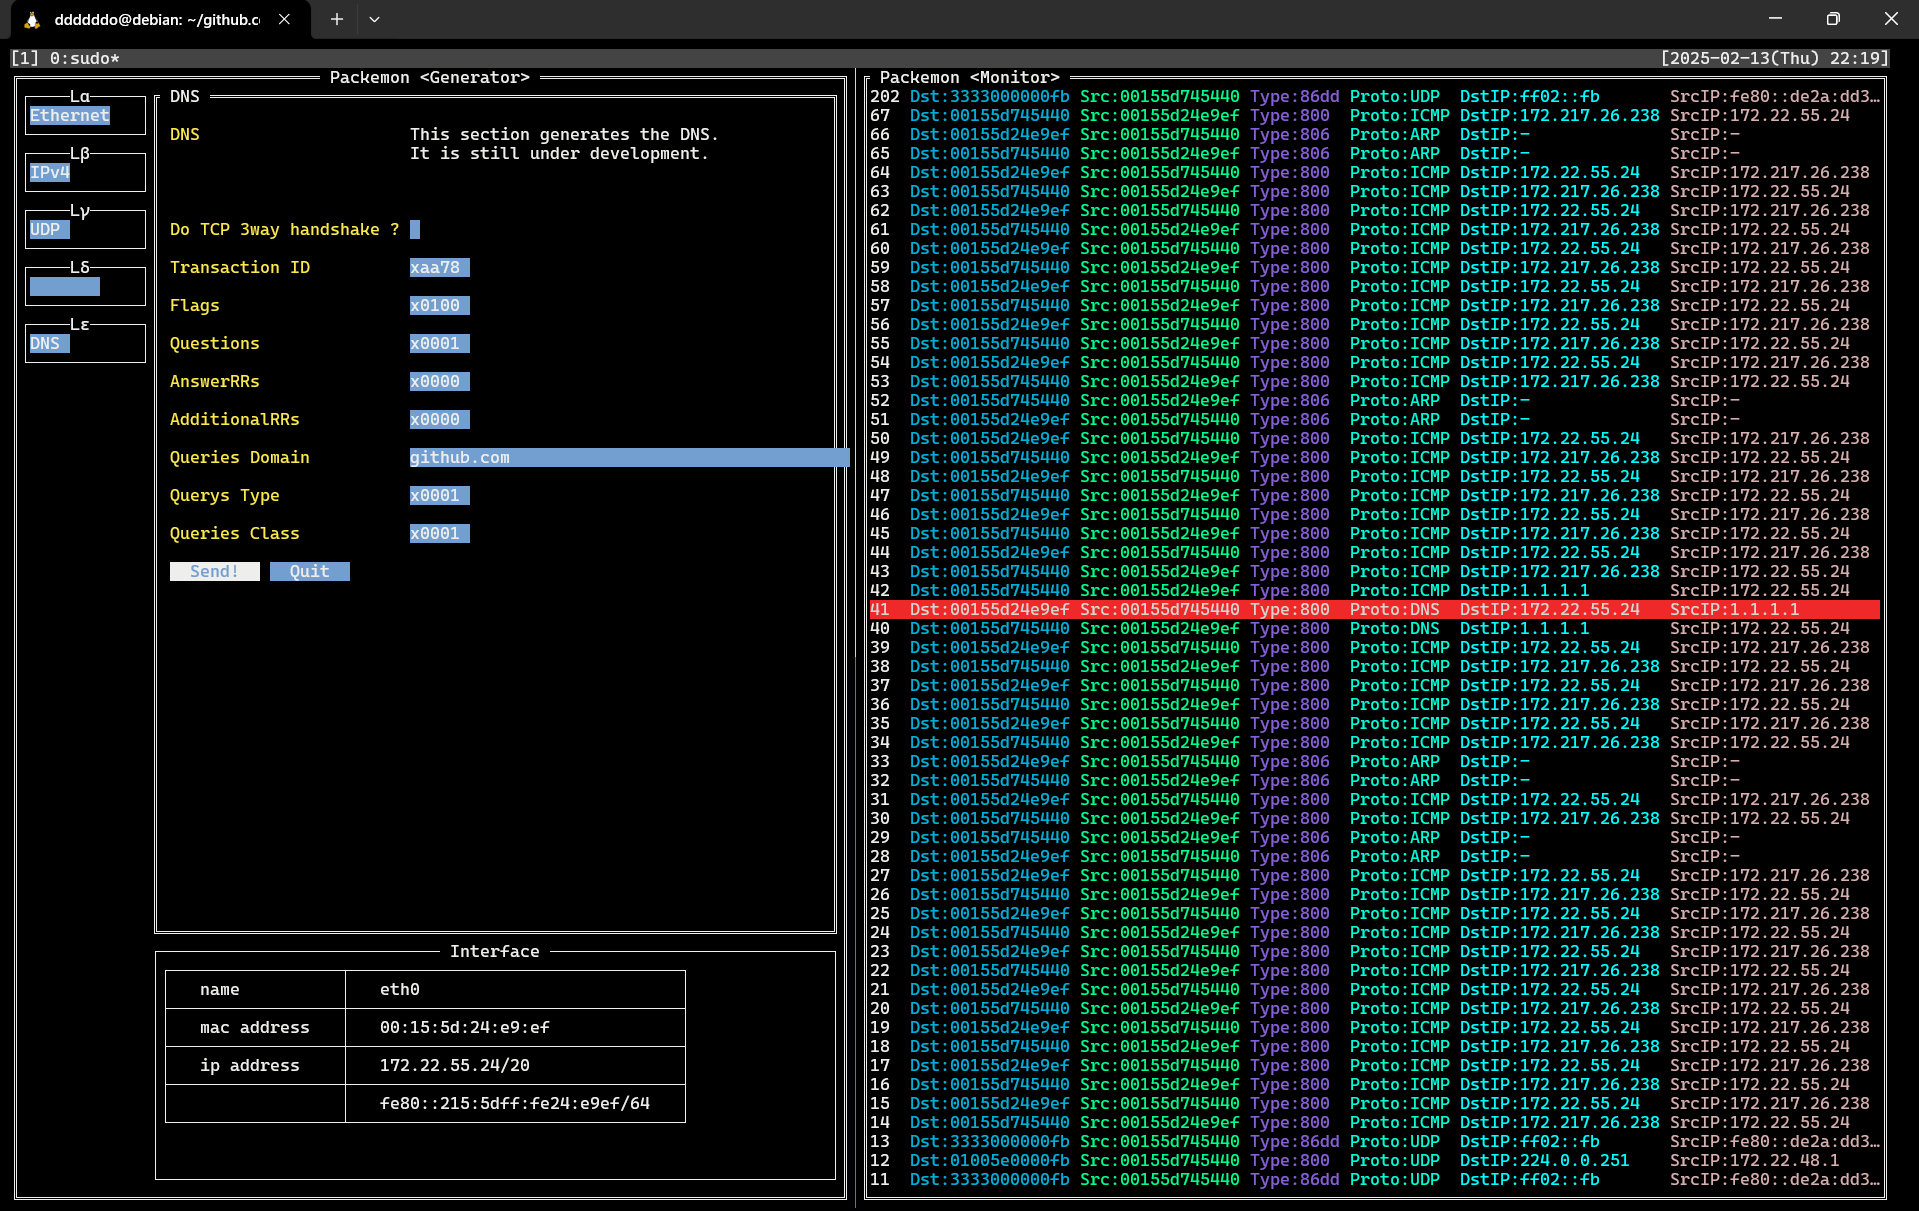 dddddddo@debian: ~/github.c
[1] 0:sudo*
[2025-02-13(Thu) 22:19]
Packemon <Generator>
Lα
Ethernet
Lβ
IPv4
Lγ
UDP
Lδ
Lε
DNS
DNS
DNS This section generates the DNS.
It is still under development.
Do TCP 3way handshake ?
Transaction ID xaa78
Flags x0100
Questions x0001
AnswerRRs x0000
AdditionalRRs x0000
Queries Domain github.com
Querys Type x0001
Queries Class x0001
Send! Quit
Interface
name eth0
mac address 00:15:5d:24:e9:ef
ip address 172.22.55.24/20
fe80::215:5dff:fe24:e9ef/64
Packemon <Monitor>
202 Dst:3333000000fb Src:00155d745440 Type:86dd Proto:UDP DstIP:ff02::fb SrcIP:fe80::de2a:dd3…
67 Dst:00155d745440 Src:00155d24e9ef Type:800 Proto:ICMP DstIP:172.217.26.238 SrcIP:172.22.55.24
66 Dst:00155d745440 Src:00155d24e9ef Type:806 Proto:ARP DstIP:- SrcIP:-
65 Dst:00155d24e9ef Src:00155d745440 Type:806 Proto:ARP DstIP:- SrcIP:-
64 Dst:00155d24e9ef Src:00155d745440 Type:800 Proto:ICMP DstIP:172.22.55.24 SrcIP:172.217.26.238
63 Dst:00155d745440 Src:00155d24e9ef Type:800 Proto:ICMP DstIP:172.217.26.238 SrcIP:172.22.55.24
62 Dst:00155d24e9ef Src:00155d745440 Type:800 Proto:ICMP DstIP:172.22.55.24 SrcIP:172.217.26.238
61 Dst:00155d745440 Src:00155d24e9ef Type:800 Proto:ICMP DstIP:172.217.26.238 SrcIP:172.22.55.24
60 Dst:00155d24e9ef Src:00155d745440 Type:800 Proto:ICMP DstIP:172.22.55.24 SrcIP:172.217.26.238
59 Dst:00155d745440 Src:00155d24e9ef Type:800 Proto:ICMP DstIP:172.217.26.238 SrcIP:172.22.55.24
58 Dst:00155d24e9ef Src:00155d745440 Type:800 Proto:ICMP DstIP:172.22.55.24 SrcIP:172.217.26.238
57 Dst:00155d745440 Src:00155d24e9ef Type:800 Proto:ICMP DstIP:172.217.26.238 SrcIP:172.22.55.24
56 Dst:00155d24e9ef Src:00155d745440 Type:800 Proto:ICMP DstIP:172.22.55.24 SrcIP:172.217.26.238
55 Dst:00155d745440 Src:00155d24e9ef Type:800 Proto:ICMP DstIP:172.217.26.238 SrcIP:172.22.55.24
54 Dst:00155d24e9ef Src:00155d745440 Type:800 Proto:ICMP DstIP:172.22.55.24 SrcIP:172.217.26.238
53 Dst:00155d745440 Src:00155d24e9ef Type:800 Proto:ICMP DstIP:172.217.26.238 SrcIP:172.22.55.24
52 Dst:00155d745440 Src:00155d24e9ef Type:806 Proto:ARP DstIP:- SrcIP:-
51 Dst:00155d24e9ef Src:00155d745440 Type:806 Proto:ARP DstIP:- SrcIP:-
50 Dst:00155d24e9ef Src:00155d745440 Type:800 Proto:ICMP DstIP:172.22.55.24 SrcIP:172.217.26.238
49 Dst:00155d745440 Src:00155d24e9ef Type:800 Proto:ICMP DstIP:172.217.26.238 SrcIP:172.22.55.24
48 Dst:00155d24e9ef Src:00155d745440 Type:800 Proto:ICMP DstIP:172.22.55.24 SrcIP:172.217.26.238
47 Dst:00155d745440 Src:00155d24e9ef Type:800 Proto:ICMP DstIP:172.217.26.238 SrcIP:172.22.55.24
46 Dst:00155d24e9ef Src:00155d745440 Type:800 Proto:ICMP DstIP:172.22.55.24 SrcIP:172.217.26.238
45 Dst:00155d745440 Src:00155d24e9ef Type:800 Proto:ICMP DstIP:172.217.26.238 SrcIP:172.22.55.24
44 Dst:00155d24e9ef Src:00155d745440 Type:800 Proto:ICMP DstIP:172.22.55.24 SrcIP:172.217.26.238
43 Dst:00155d745440 Src:00155d24e9ef Type:800 Proto:ICMP DstIP:172.217.26.238 SrcIP:172.22.55.24
42 Dst:00155d745440 Src:00155d24e9ef Type:800 Proto:ICMP DstIP:1.1.1.1 SrcIP:172.22.55.24
41 Dst:00155d24e9ef Src:00155d745440 Type:800 Proto:DNS DstIP:172.22.55.24 SrcIP:1.1.1.1
40 Dst:00155d745440 Src:00155d24e9ef Type:800 Proto:DNS DstIP:1.1.1.1 SrcIP:172.22.55.24
39 Dst:00155d24e9ef Src:00155d745440 Type:800 Proto:ICMP DstIP:172.22.55.24 SrcIP:172.217.26.238
38 Dst:00155d745440 Src:00155d24e9ef Type:800 Proto:ICMP DstIP:172.217.26.238 SrcIP:172.22.55.24
37 Dst:00155d24e9ef Src:00155d745440 Type:800 Proto:ICMP DstIP:172.22.55.24 SrcIP:172.217.26.238
36 Dst:00155d745440 Src:00155d24e9ef Type:800 Proto:ICMP DstIP:172.217.26.238 SrcIP:172.22.55.24
35 Dst:00155d24e9ef Src:00155d745440 Type:800 Proto:ICMP DstIP:172.22.55.24 SrcIP:172.217.26.238
34 Dst:00155d745440 Src:00155d24e9ef Type:800 Proto:ICMP DstIP:172.217.26.238 SrcIP:172.22.55.24
33 Dst:00155d745440 Src:00155d24e9ef Type:806 Proto:ARP DstIP:- SrcIP:-
32 Dst:00155d24e9ef Src:00155d745440 Type:806 Proto:ARP DstIP:- SrcIP:-
31 Dst:00155d24e9ef Src:00155d745440 Type:800 Proto:ICMP DstIP:172.22.55.24 SrcIP:172.217.26.238
30 Dst:00155d745440 Src:00155d24e9ef Type:800 Proto:ICMP DstIP:172.217.26.238 SrcIP:172.22.55.24
29 Dst:00155d24e9ef Src:00155d745440 Type:806 Proto:ARP DstIP:- SrcIP:-
28 Dst:00155d745440 Src:00155d24e9ef Type:806 Proto:ARP DstIP:- SrcIP:-
27 Dst:00155d24e9ef Src:00155d745440 Type:800 Proto:ICMP DstIP:172.22.55.24 SrcIP:172.217.26.238
26 Dst:00155d745440 Src:00155d24e9ef Type:800 Proto:ICMP DstIP:172.217.26.238 SrcIP:172.22.55.24
25 Dst:00155d24e9ef Src:00155d745440 Type:800 Proto:ICMP DstIP:172.22.55.24 SrcIP:172.217.26.238
24 Dst:00155d745440 Src:00155d24e9ef Type:800 Proto:ICMP DstIP:172.217.26.238 SrcIP:172.22.55.24
23 Dst:00155d24e9ef Src:00155d745440 Type:800 Proto:ICMP DstIP:172.22.55.24 SrcIP:172.217.26.238
22 Dst:00155d745440 Src:00155d24e9ef Type:800 Proto:ICMP DstIP:172.217.26.238 SrcIP:172.22.55.24
21 Dst:00155d24e9ef Src:00155d745440 Type:800 Proto:ICMP DstIP:172.22.55.24 SrcIP:172.217.26.238
20 Dst:00155d745440 Src:00155d24e9ef Type:800 Proto:ICMP DstIP:172.217.26.238 SrcIP:172.22.55.24
19 Dst:00155d24e9ef Src:00155d745440 Type:800 Proto:ICMP DstIP:172.22.55.24 SrcIP:172.217.26.238
18 Dst:00155d745440 Src:00155d24e9ef Type:800 Proto:ICMP DstIP:172.217.26.238 SrcIP:172.22.55.24
17 Dst:00155d24e9ef Src:00155d745440 Type:800 Proto:ICMP DstIP:172.22.55.24 SrcIP:172.217.26.238
16 Dst:00155d745440 Src:00155d24e9ef Type:800 Proto:ICMP DstIP:172.217.26.238 SrcIP:172.22.55.24
15 Dst:00155d24e9ef Src:00155d745440 Type:800 Proto:ICMP DstIP:172.22.55.24 SrcIP:172.217.26.238
14 Dst:00155d745440 Src:00155d24e9ef Type:800 Proto:ICMP DstIP:172.217.26.238 SrcIP:172.22.55.24
13 Dst:3333000000fb Src:00155d745440 Type:86dd Proto:UDP DstIP:ff02::fb SrcIP:fe80::de2a:dd3…
12 Dst:01005e0000fb Src:00155d745440 Type:800 Proto:UDP DstIP:224.0.0.251 SrcIP:172.22.48.1
11 Dst:3333000000fb Src:00155d745440 Type:86dd Proto:UDP DstIP:ff02::fb SrcIP:fe80::de2a:dd3…